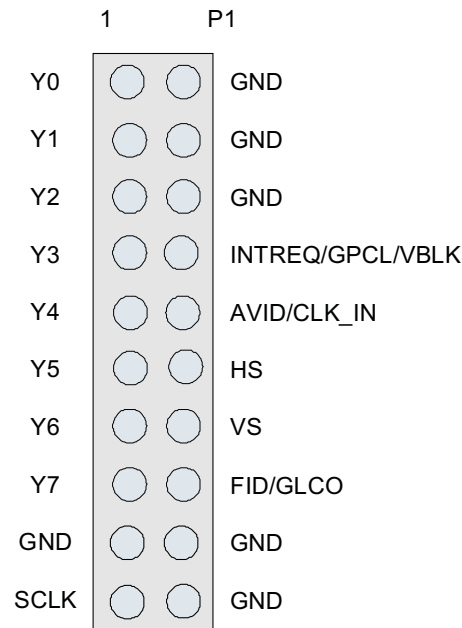 1 P1
Y0 GND
Y1 GND
Y2 GND
Y3 INTREQ/GPCL/VBLK
Y4 AVID/CLK_IN
Y5 HS
Y6 VS
Y7 FID/GLCO
GND GND
SCLK GND